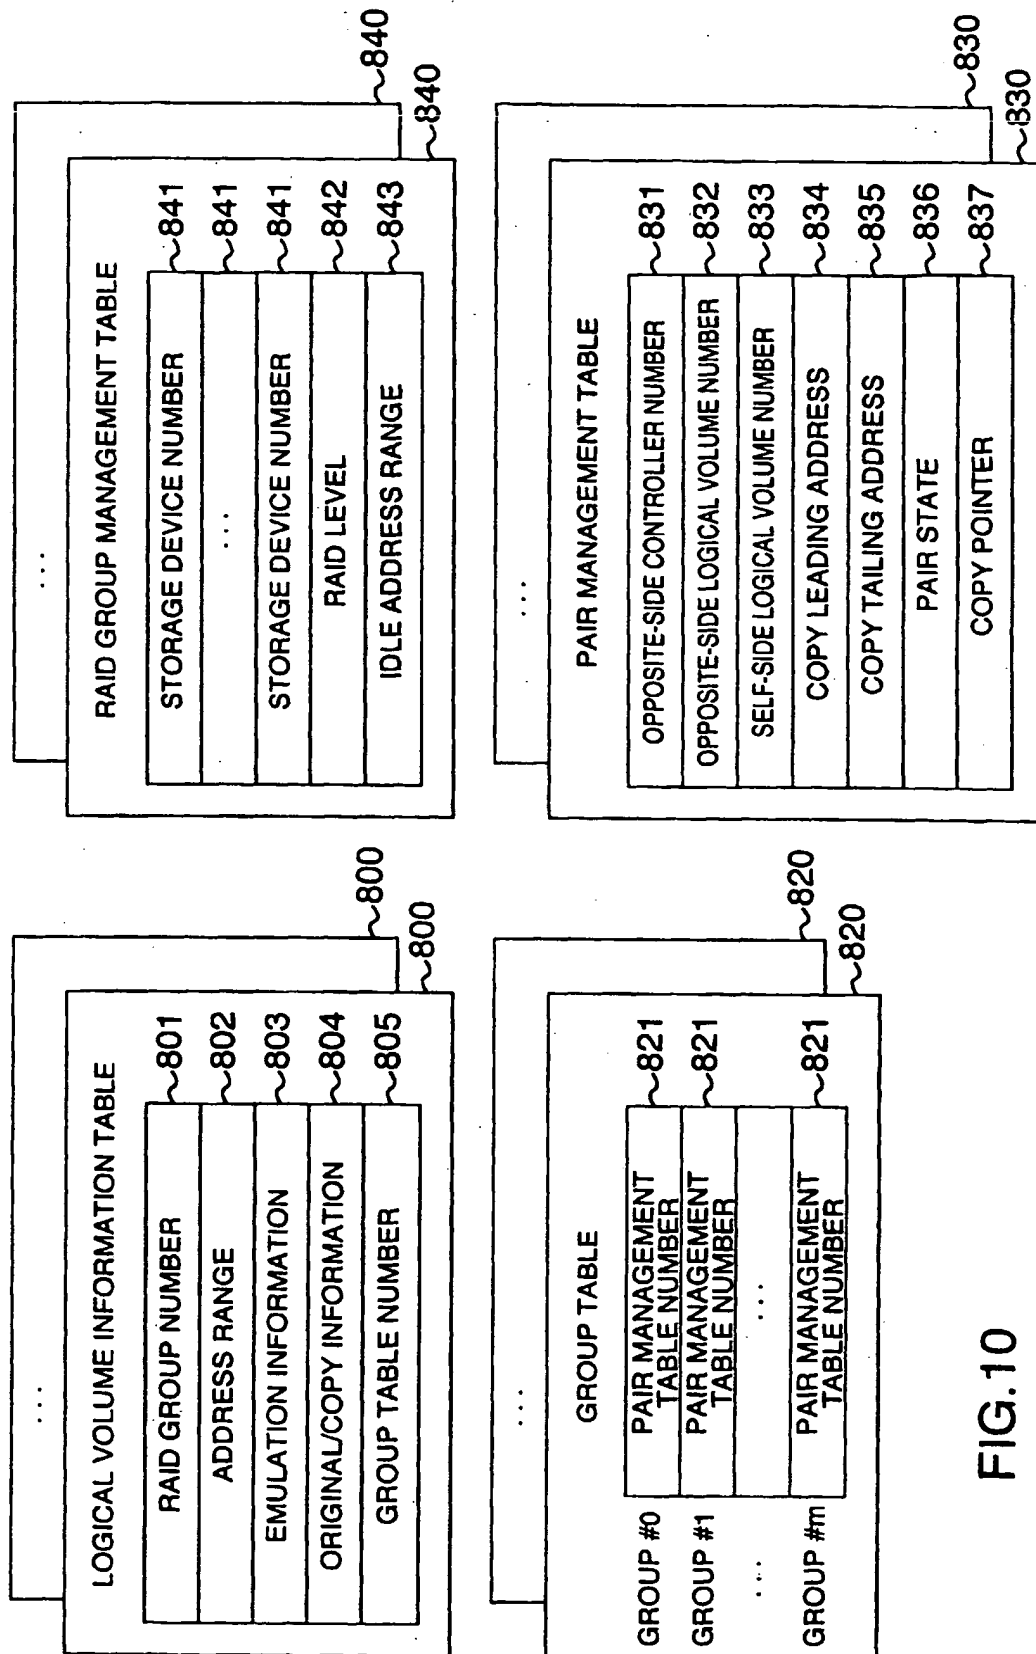 ...
LOGICAL VOLUME INFORMATION TABLE
RAID GROUP NUMBER 801
ADDRESS RANGE 802
EMULATION INFORMATION 803
ORIGINAL/COPY INFORMATION 804
GROUP TABLE NUMBER 805
800
800
...
RAID GROUP MANAGEMENT TABLE
STORAGE DEVICE NUMBER 841
... 841
STORAGE DEVICE NUMBER 841
RAID LEVEL 842
IDLE ADDRESS RANGE 843
840
840
...
GROUP TABLE
GROUP #0 PAIR MANAGEMENT 821
TABLE NUMBER
GROUP #1 PAIR MANAGEMENT 821
TABLE NUMBER
... ...
GROUP #m PAIR MANAGEMENT 821
TABLE NUMBER
820
820
...
PAIR MANAGEMENT TABLE
OPPOSITE-SIDE CONTROLLER NUMBER 831
OPPOSITE-SIDE LOGICAL VOLUME NUMBER 832
SELF-SIDE LOGICAL VOLUME NUMBER 833
COPY LEADING ADDRESS 834
COPY TAILING ADDRESS 835
PAIR STATE 836
COPY POINTER 837
830
830
FIG.10